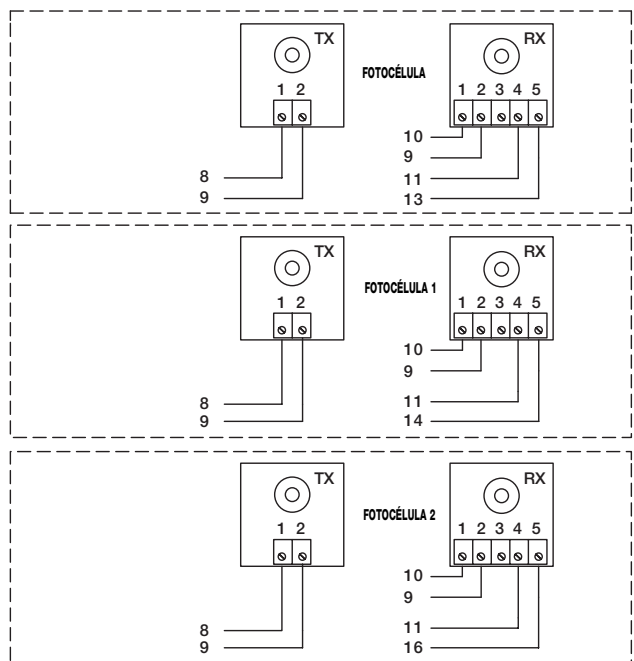 TX
RX
FOTOCÉLULA
1 2
1 2 3 4 5
10
9
8
11
9
13
TX
RX
FOTOCÉLULA 1
1 2
1 2 3 4 5
10
9
8
11
9
14
TX
RX
FOTOCÉLULA 2
1 2
1 2 3 4 5
10
9
8
11
9
16